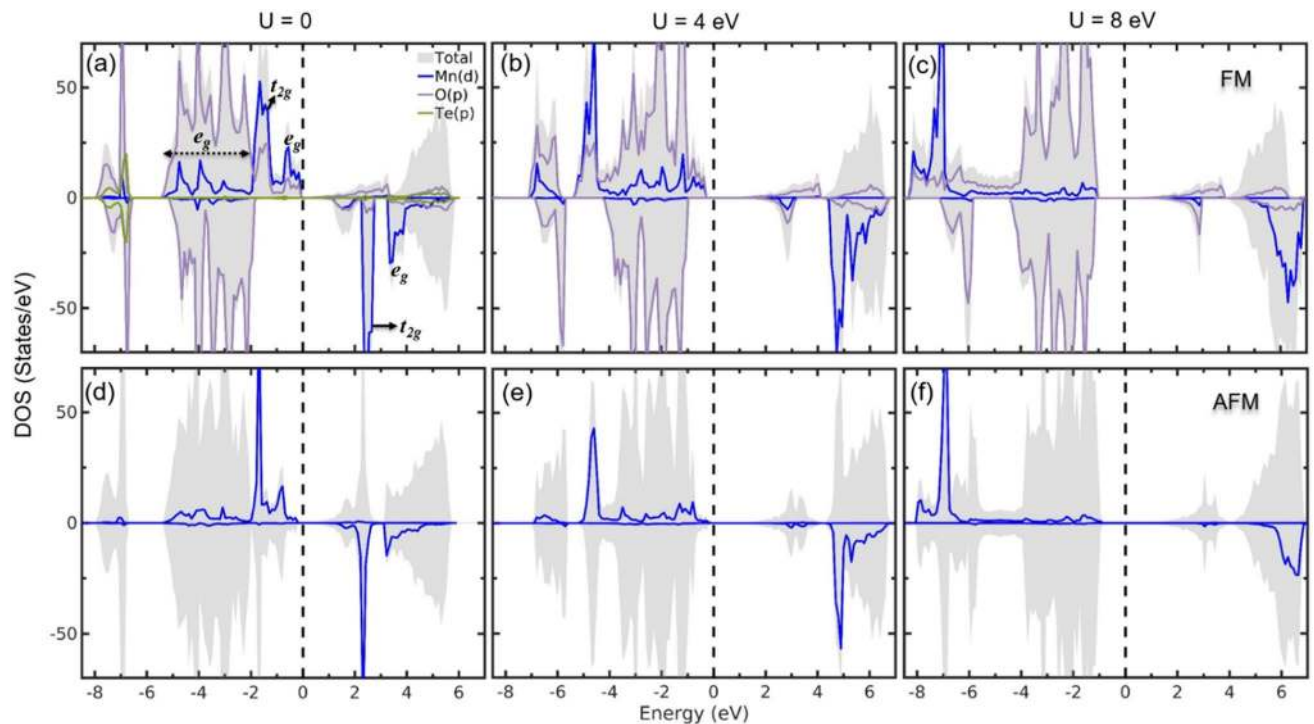 U = 0
U = 4 eV
U = 8 eV
(a)
Total
Mn(d)
O(p)
Te(p)
t2g
eg
eg
eg
t2g
(b)
(c)
FM
50
0
-50
DOS (States/eV)
(d)
(e)
(f)
AFM
50
0
-50
-8 -6 -4 -2 0 2 4 6
-8 -6 -4 -2 0 2 4 6
-8 -6 -4 -2 0 2 4 6
Energy (eV)